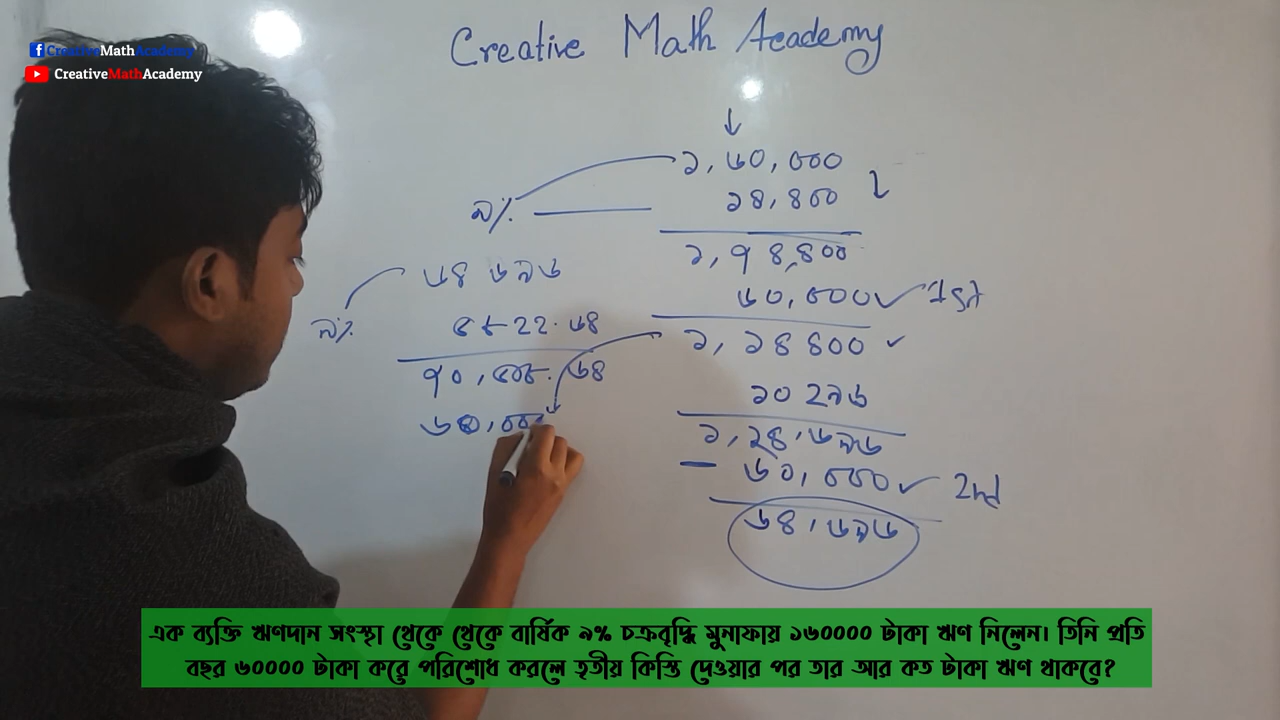 CreativeMathAcademy
CreativeMathAcademy
Creative Math Academy
১,৬০,০০০
১৪,৪০০
৯%
১,৭৪,৪০০
৬০,০০০ 1st
১,১৪৪০০
১০২৯৬
১,২৪,৬৯৬
- ৬০,০০০ 2nd
৬৪,৬৯৬
৬৪৬৯৬
৯%
৫৮২২.৬৪
৭০,৫১৮.৬৪
৬০,০০০
এক ব্যক্তি ঋণদান সংস্থা থেকে থেকে বার্ষিক ৯% চক্রবৃদ্ধি মুনাফায় ১৬০০০০ টাকা ঋণ নিলেন। তিনি প্রতি
বছর ৬০০০০ টাকা করে পরিশোধ করলে তৃতীয় কিস্তি দেওয়ার পর তার আর কত টাকা ঋণ থাকবে?